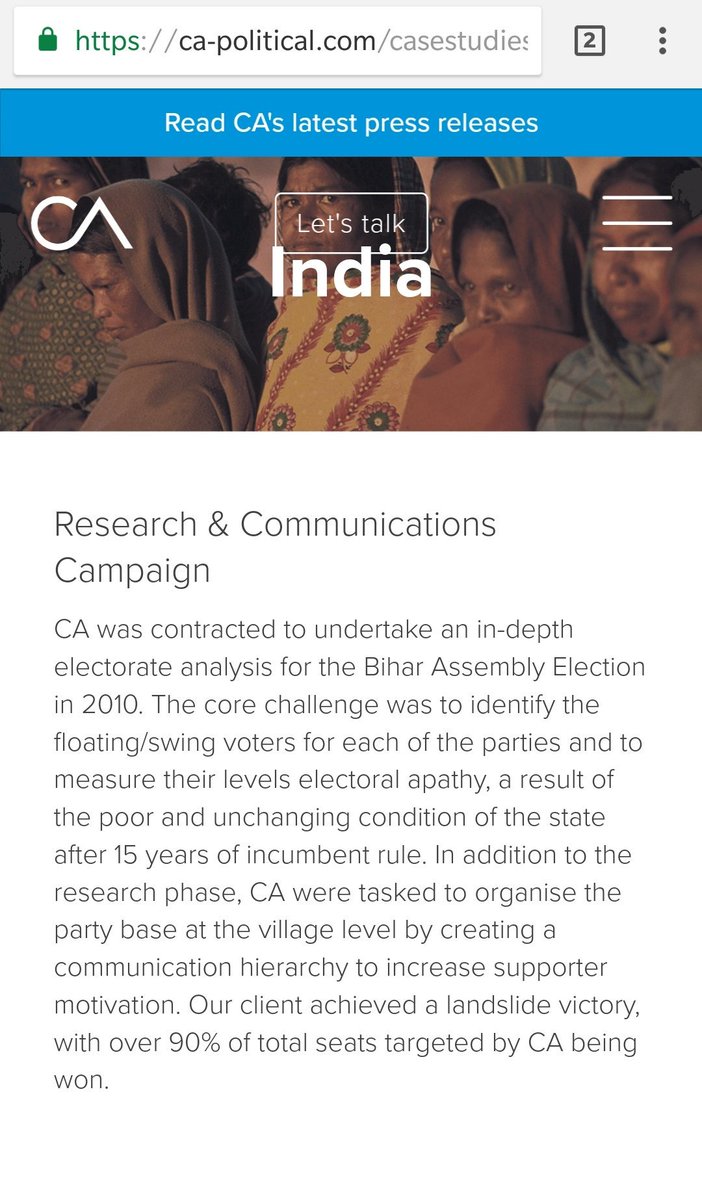 https://ca-political.com/casestudies
2
Read CA's latest press releases
CA
Let's talk
India
Research & Communications
Campaign
CA was contracted to undertake an in-depth
electorate analysis for the Bihar Assembly Election
in 2010. The core challenge was to identify the
floating/swing voters for each of the parties and to
measure their levels electoral apathy, a result of
the poor and unchanging condition of the state
after 15 years of incumbent rule. In addition to the
research phase, CA were tasked to organise the
party base at the village level by creating a
communication hierarchy to increase supporter
motivation. Our client achieved a landslide victory,
with over 90% of total seats targeted by CA being
won.